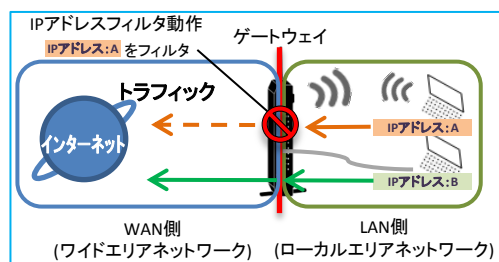 IPアドレスフィルタ動作
IPアドレス:A をフィルタ
ゲートウェイ
トラフィック
インターネット
IPアドレス:A
IPアドレス:B
WAN側
(ワイドエリアネットワーク)
LAN側
(ローカルエリアネットワーク)